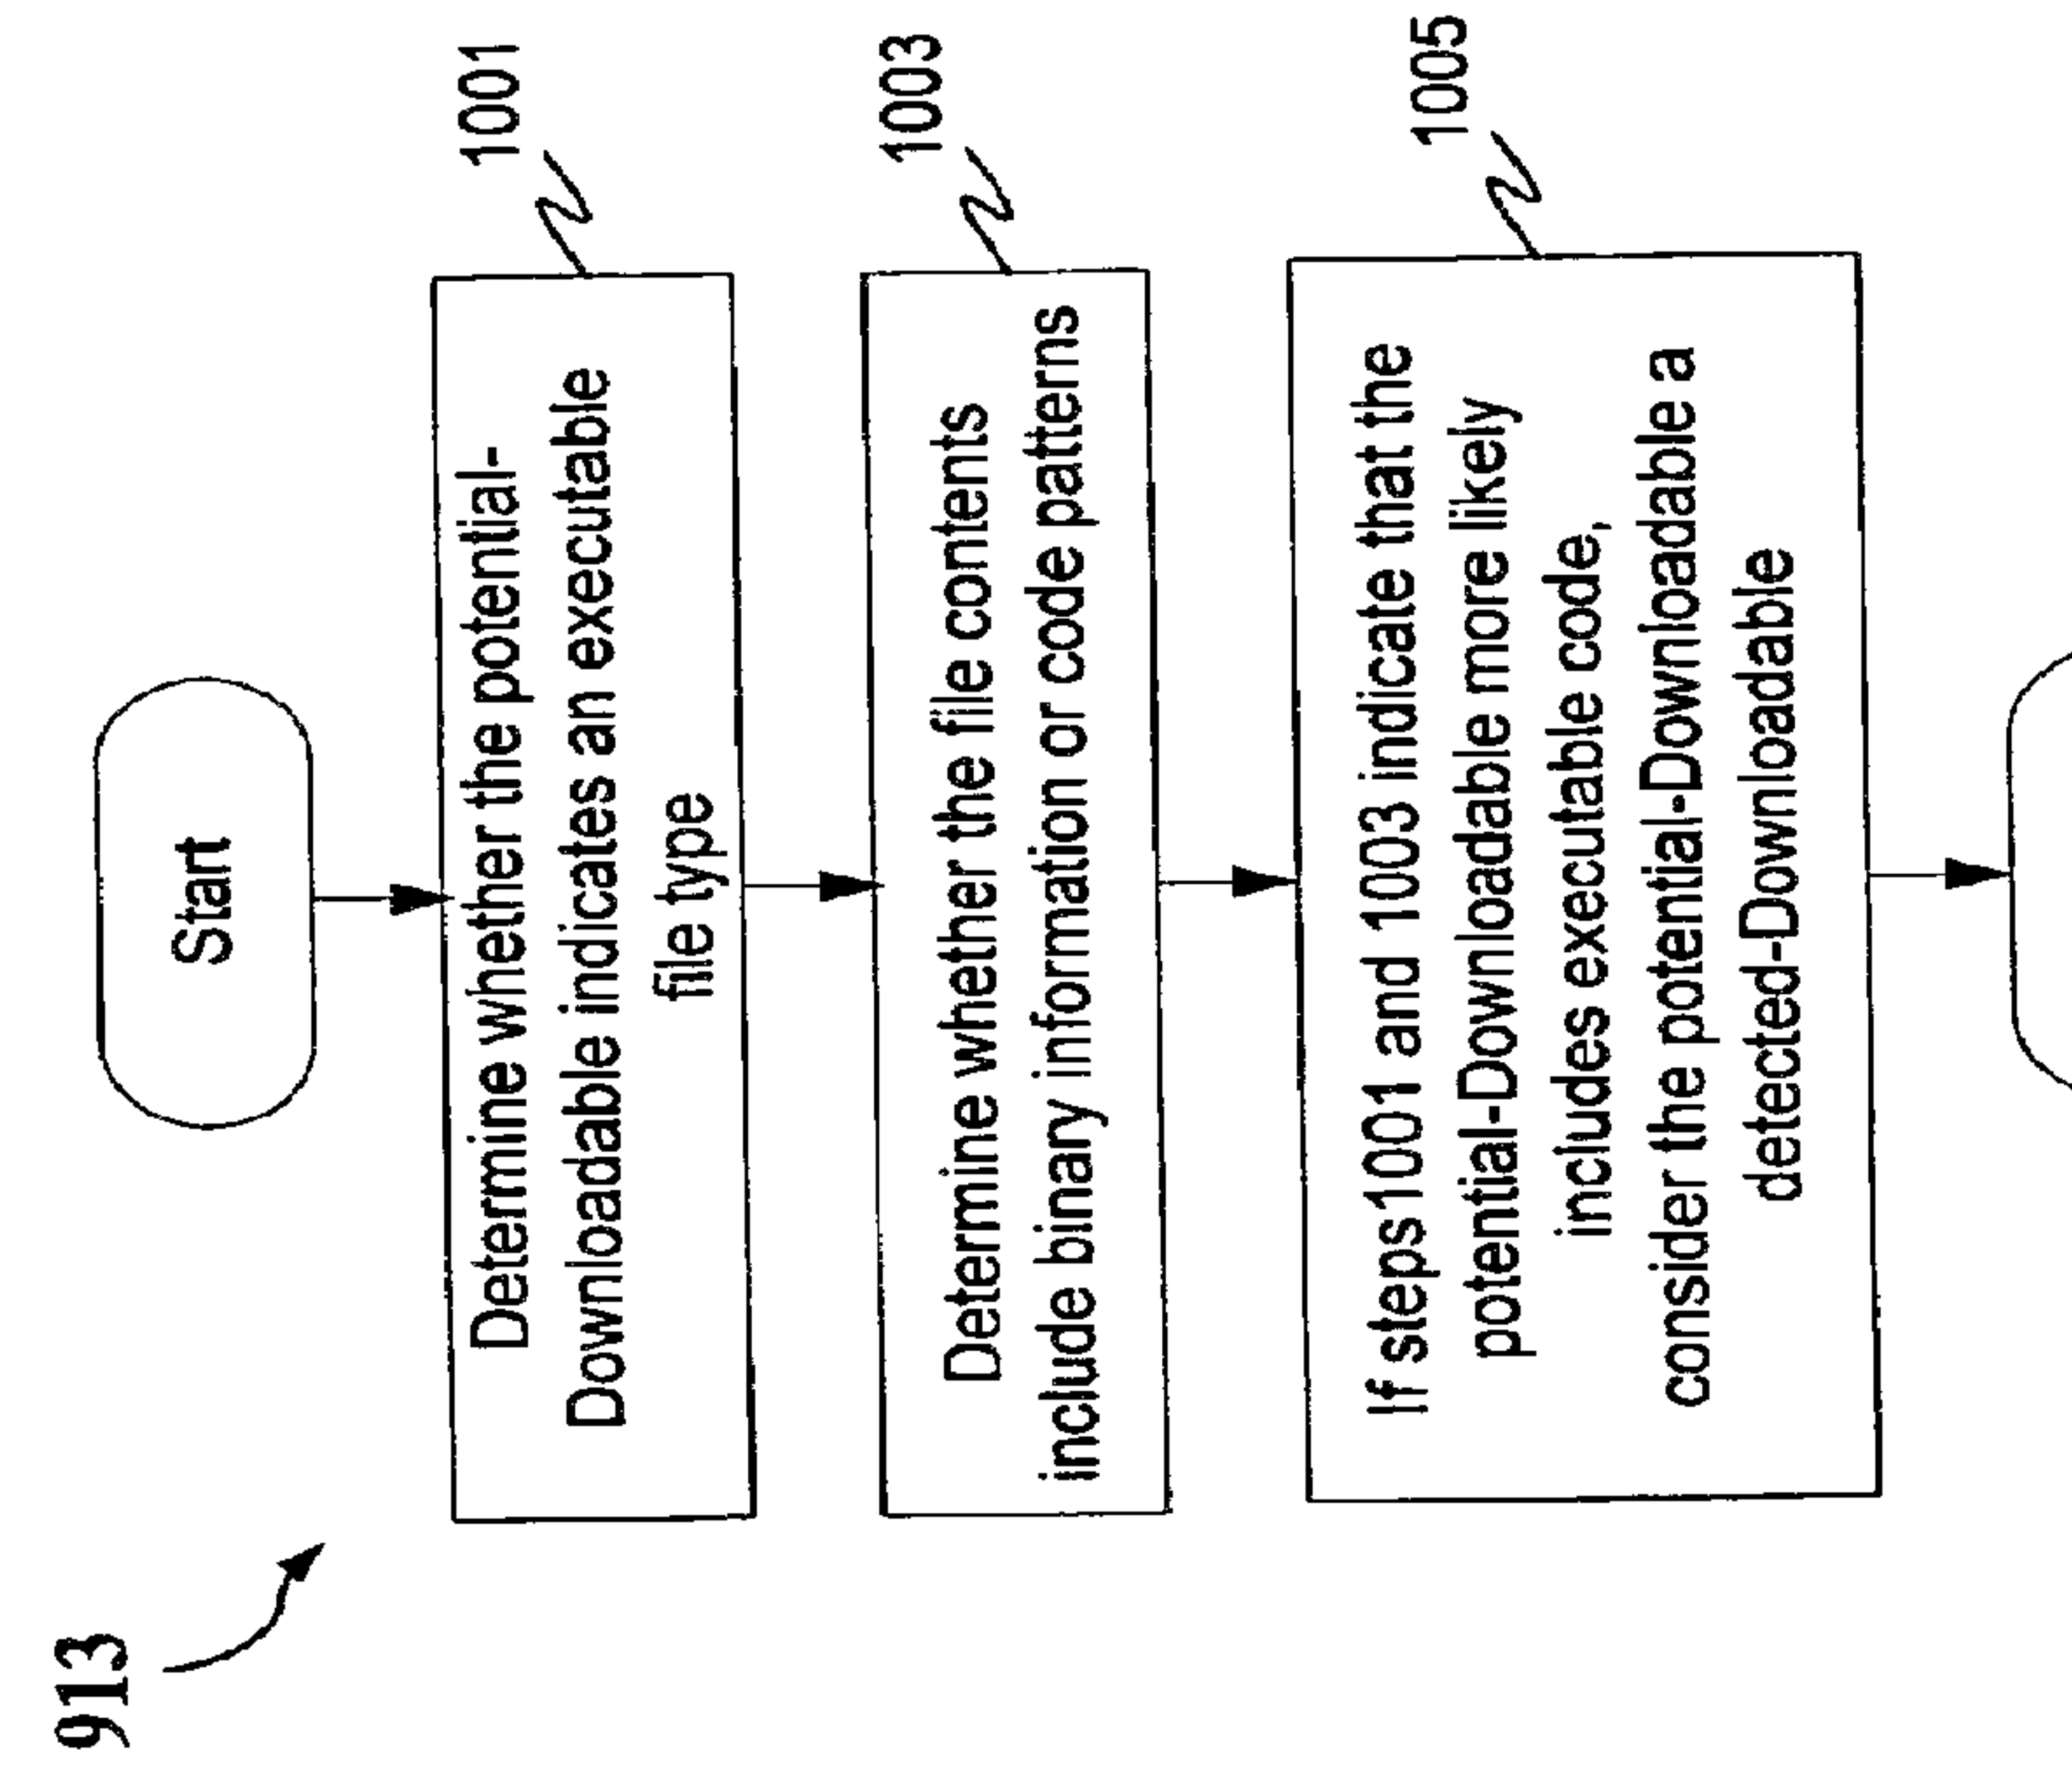 913
Start
1001
Determine whether the potential-
Downloadable indicates an executable
file type
1003
Determine whether the file contents
include binary information or code patterns
1005
If steps1001 and 1003 indicate that the
potential-Downloadable more likely
includes executable code,
consider the potential-Downloadable a
detected-Downloadable